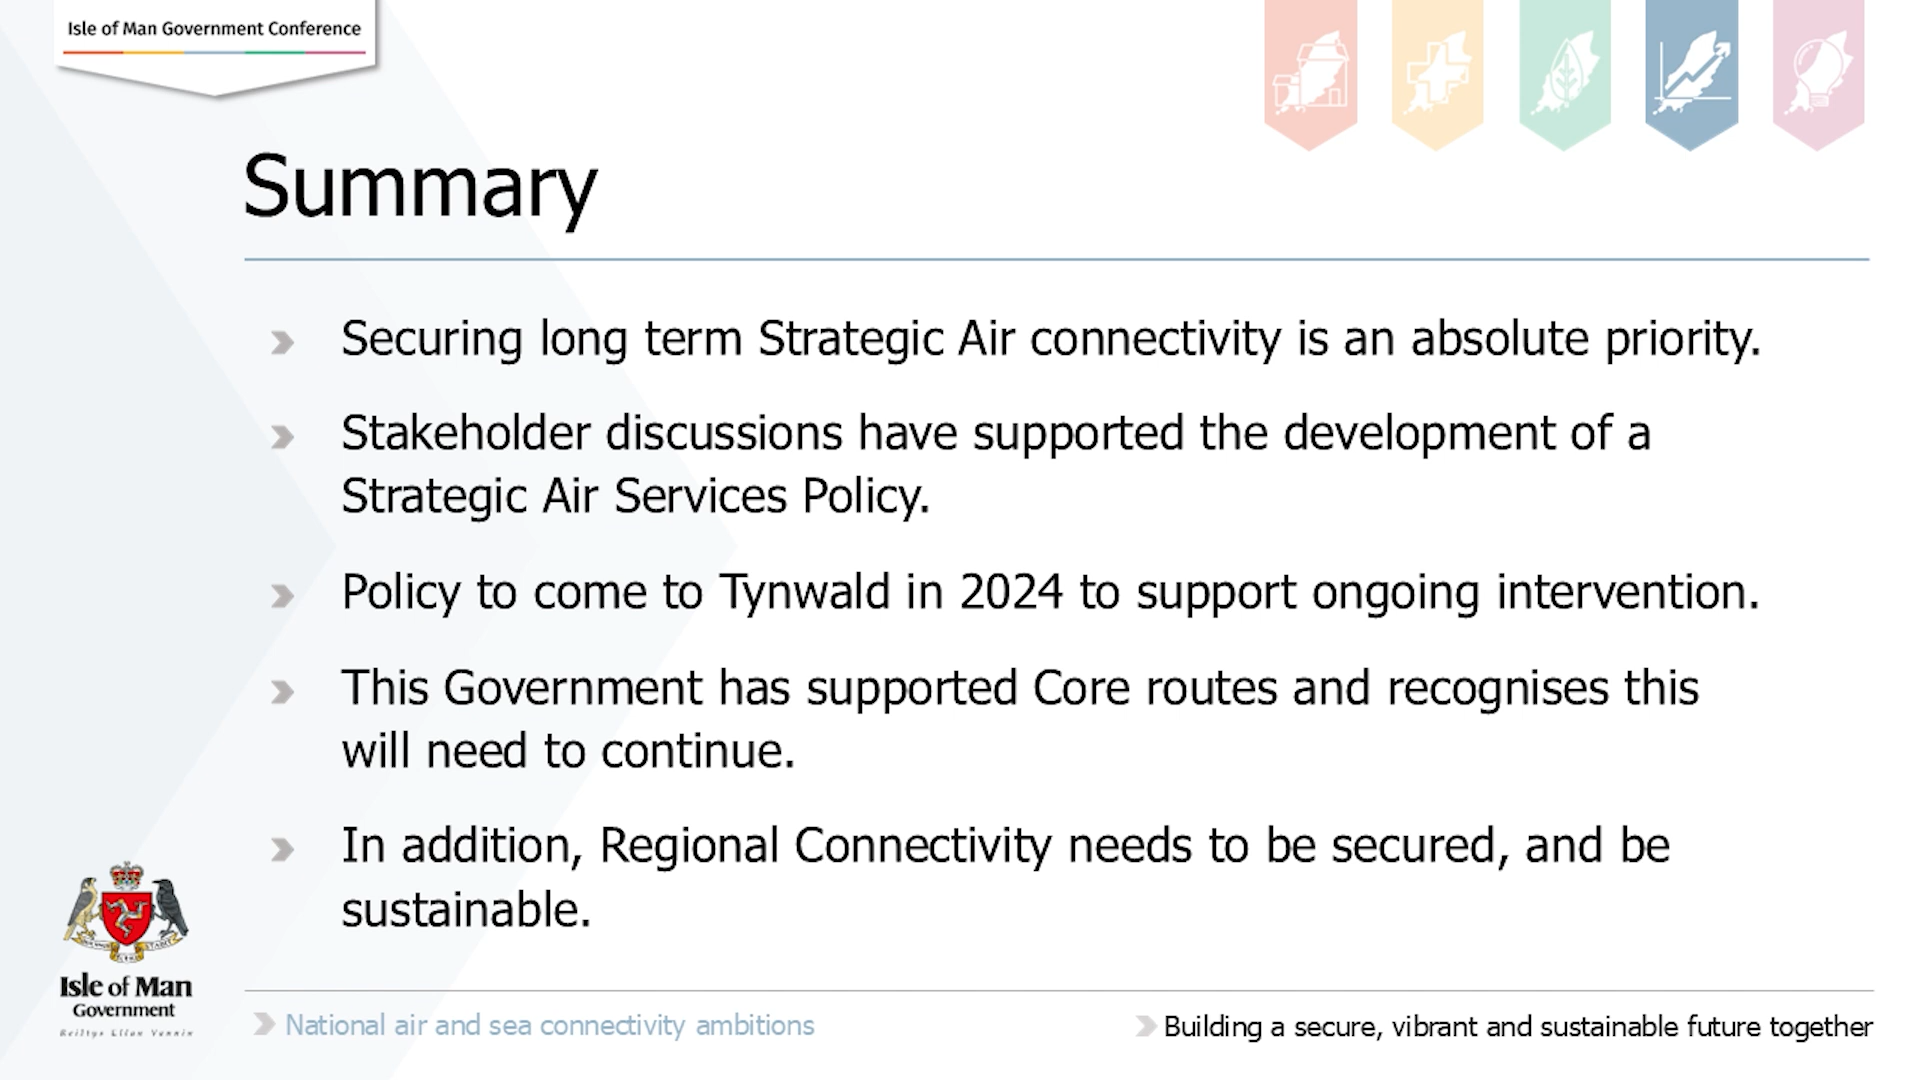 Isle of Man Government Conference
Summary
Securing long term Strategic Air connectivity is an absolute priority.
Stakeholder discussions have supported the development of a
Strategic Air Services Policy.
Policy to come to Tynwald in 2024 to support ongoing intervention.
This Government has supported Core routes and recognises this
will need to continue.
In addition, Regional Connectivity needs to be secured, and be
sustainable.
Isle of Man
Government
Reiltys Ellan Vannin
National air and sea connectivity ambitions
Building a secure, vibrant and sustainable future together